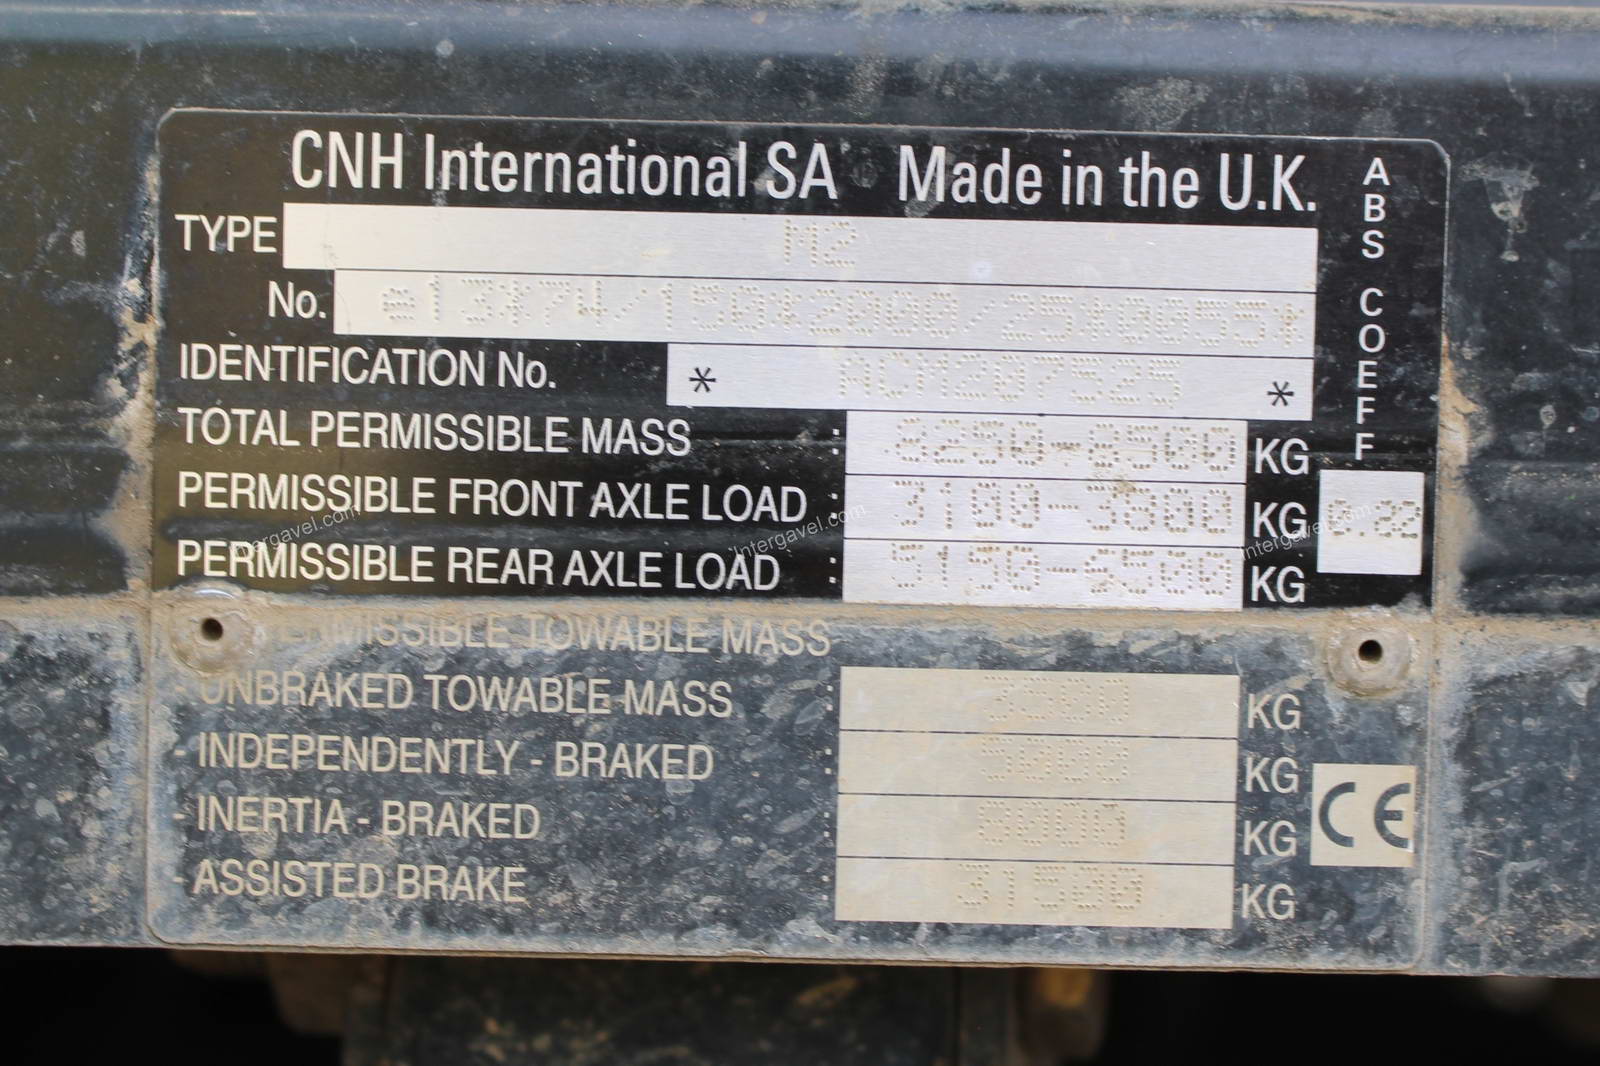 CNH International SA Made in the U.K.
TYPE M2
No. e13*74/150*2000/25*0055*
IDENTIFICATION No. * ACM207525 *
TOTAL PERMISSIBLE MASS : 8250-8500 KG
PERMISSIBLE FRONT AXLE LOAD : 3100-3800 KG
PERMISSIBLE REAR AXLE LOAD : 5150-6500 KG
ABS COEFF
PERMISSIBLE TOWABLE MASS
- UNBRAKED TOWABLE MASS : 3500 KG
- INDEPENDENTLY - BRAKED : 5000 KG
- INERTIA - BRAKED : 8000 KG
- ASSISTED BRAKE : 31500 KG
CE
Intergavel.com
Intergavel.com
Intergavel.com